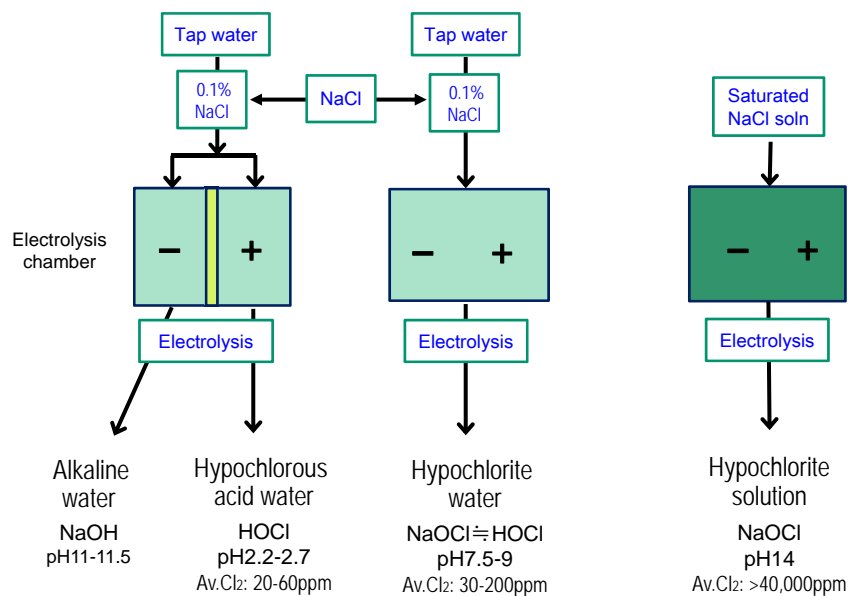 Tap water
Tap water
0.1%
NaCl
NaCl
0.1%
NaCl
Saturated
NaCl soln
Electrolysis
chamber
−
+
−
+
−
+
Electrolysis
Electrolysis
Electrolysis
Alkaline
water
NaOH
pH11-11.5
Hypochlorous
acid water
HOCl
pH2.2-2.7
Av.Cl₂: 20-60ppm
Hypochlorite
water
NaOCl≒HOCl
pH7.5-9
Av.Cl₂: 30-200ppm
Hypochlorite
solution
NaOCl
pH14
Av.Cl₂: >40,000ppm